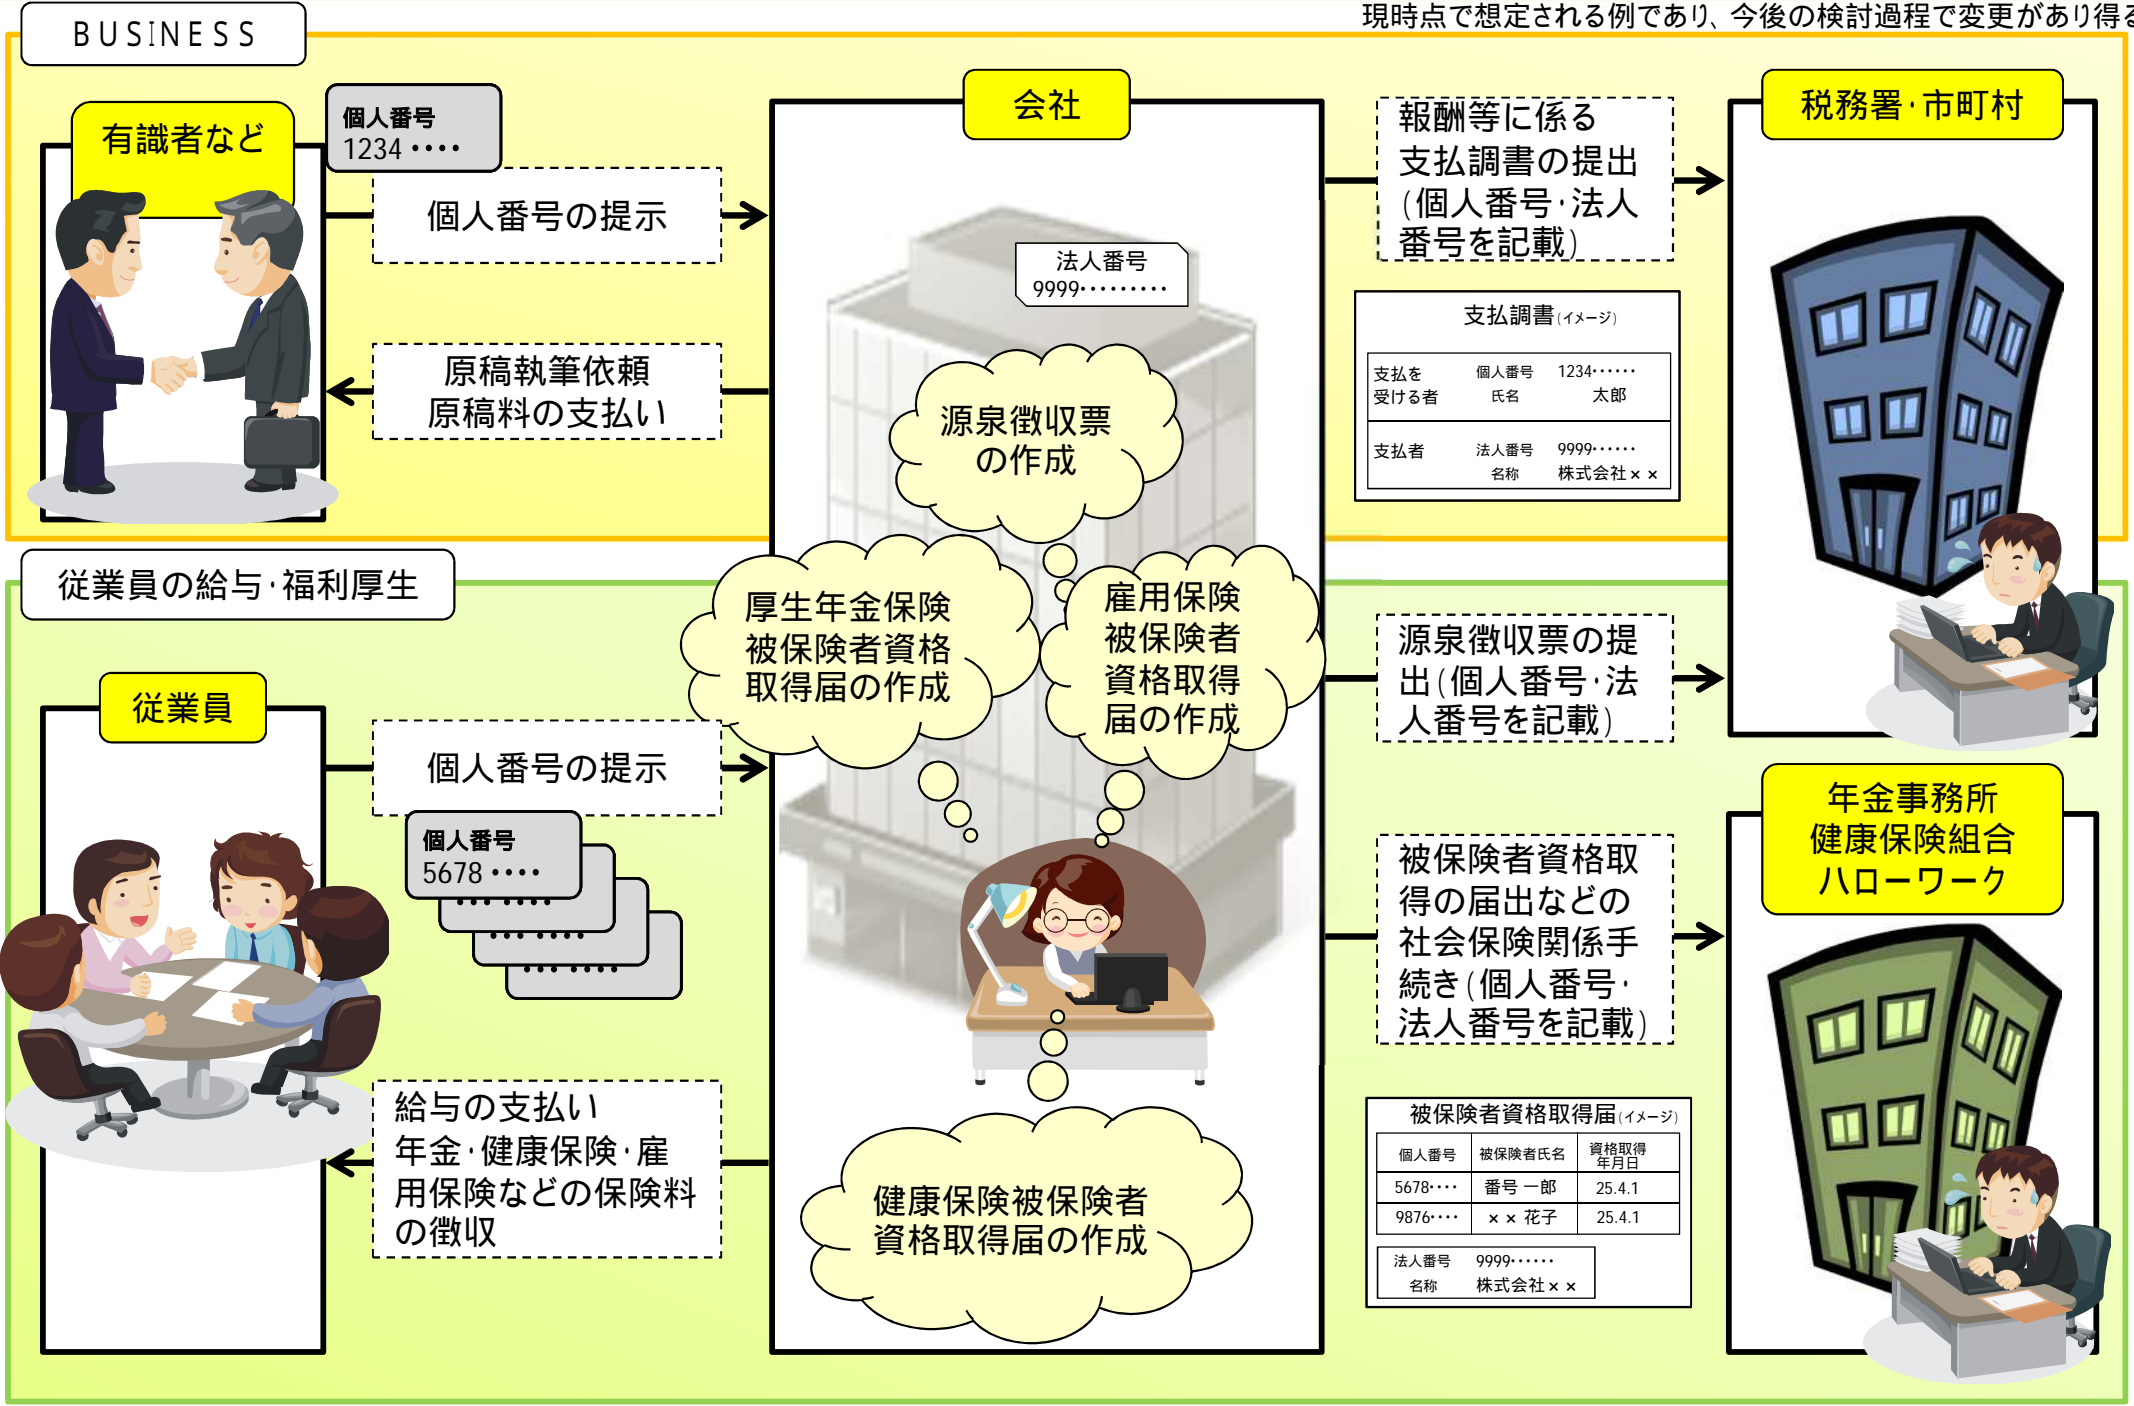 現時点で想定される例であり、今後の検討過程で変更があり得る
BUSINESS
有識者など
個人番号
1234 ････
個人番号の提示
原稿執筆依頼
原稿料の支払い
会社
法人番号
9999･････････
源泉徴収票
の作成
報酬等に係る
支払調書の提出
(個人番号･法人
番号を記載)
支払調書(イメージ)
支払を
受ける者
個人番号 1234･･････
氏名 太郎
支払者
法人番号 9999･･････
名称 株式会社××
税務署･市町村
従業員の給与･福利厚生
従業員
個人番号の提示
個人番号
5678 ････
••• ••••
••• ••••
••• ••••
給与の支払い
年金･健康保険･雇
用保険などの保険料
の徴収
厚生年金保険
被保険者資格
取得届の作成
雇用保険
被保険者
資格取得
届の作成
健康保険被保険者
資格取得届の作成
源泉徴収票の提
出(個人番号･法
人番号を記載)
被保険者資格取
得の届出などの
社会保険関係手
続き(個人番号･
法人番号を記載)
被保険者資格取得届(イメージ)
個人番号 被保険者氏名 資格取得
年月日
5678････ 番号 一郎 25.4.1
9876････ ×× 花子 25.4.1
法人番号 9999･･････
名称 株式会社××
年金事務所
健康保険組合
ハローワーク